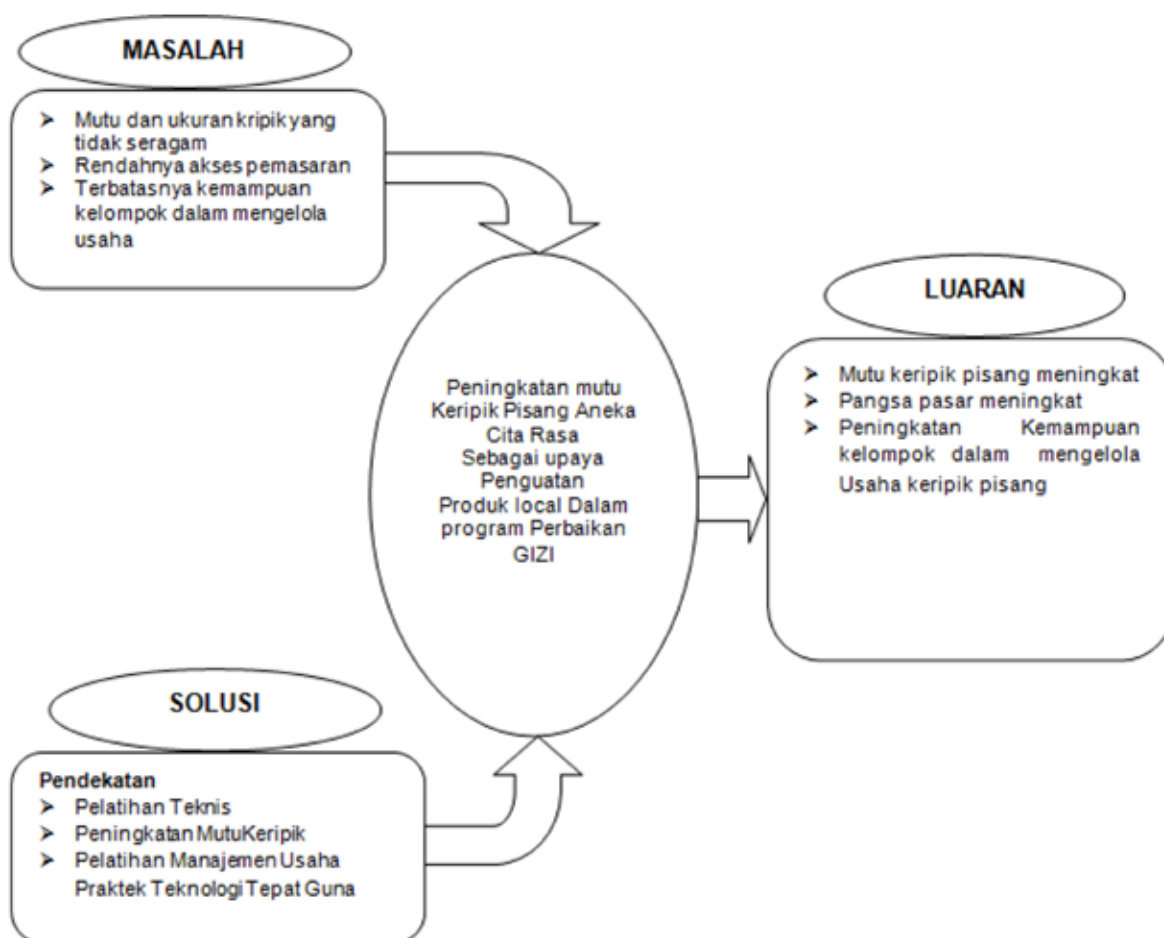 MASALAH
➢ Mutu dan ukuran kripik yang
tidak seragam
➢ Rendahnya akses pemasaran
➢ Terbatasnya kemampuan
kelompok dalam mengelola
usaha
Peningkatan mutu
Keripik Pisang Aneka
Cita Rasa
Sebagai upaya
Penguatan
Produk local Dalam
program Perbaikan
GIZI
LUARAN
➢ Mutu keripik pisang meningkat
➢ Pangsa pasar meningkat
➢ Peningkatan Kemampuan
kelompok dalam mengelola
Usaha keripik pisang
SOLUSI
Pendekatan
➢ Pelatihan Teknis
➢ Peningkatan MutuKeripik
➢ Pelatihan Manajemen Usaha
Praktek Teknologi Tepat Guna